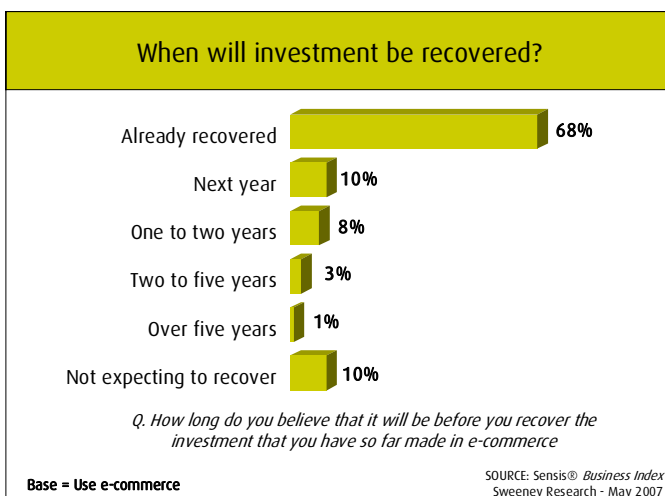 When will investment be recovered?
Already recovered 68%
Next year 10%
One to two years 8%
Two to five years 3%
Over five years 1%
Not expecting to recover 10%
Q. How long do you believe that it will be before you recover the
investment that you have so far made in e-commerce
Base = Use e-commerce
SOURCE: Sensis® Business Index
Sweeney Research - May 2007